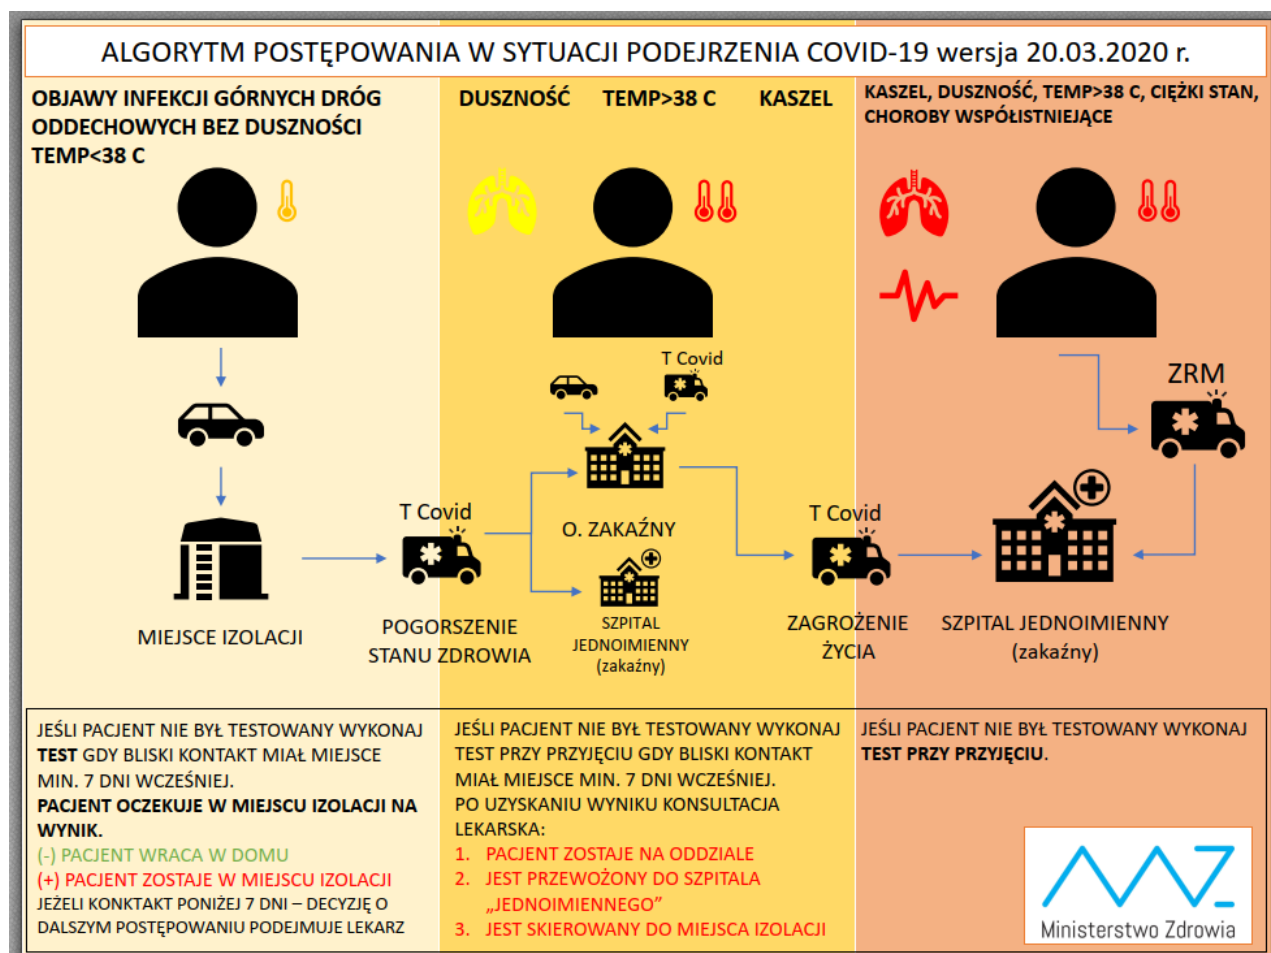 ALGORYTM POSTĘPOWANIA W SYTUACJI PODEJRZENIA COVID-19 wersja 20.03.2020 r.
OBJAWY INFEKCJI GÓRNYCH DRÓG
ODDECHOWYCH BEZ DUSZNOŚCI
TEMP<38 C
DUSZNOŚĆ TEMP>38 C KASZEL
KASZEL, DUSZNOŚĆ, TEMP>38 C, CIĘŻKI STAN,
CHOROBY WSPÓŁISTNIEJĄCE
T Covid
ZRM
T Covid
O. ZAKAŹNY
T Covid
MIEJSCE IZOLACJI
POGORSZENIE
STANU ZDROWIA
SZPITAL
JEDNOIMIENNY
(zakaźny)
ZAGROŻENIE
ŻYCIA
SZPITAL JEDNOIMIENNY
(zakaźny)
JEŚLI PACJENT NIE BYŁ TESTOWANY WYKONAJ
TEST GDY BLISKI KONTAKT MIAŁ MIEJSCE
MIN. 7 DNI WCZEŚNIEJ.
PACJENT OCZEKUJE W MIEJSCU IZOLACJI NA
WYNIK.
(-) PACJENT WRACA W DOMU
(+) PACJENT ZOSTAJE W MIEJSCU IZOLACJI
JEŻELI KONKTAKT PONIŻEJ 7 DNI – DECYZJĘ O
DALSZYM POSTĘPOWANIU PODEJMUJE LEKARZ
JEŚLI PACJENT NIE BYŁ TESTOWANY WYKONAJ
TEST PRZY PRZYJĘCIU GDY BLISKI KONTAKT
MIAŁ MIEJSCE MIN. 7 DNI WCZEŚNIEJ.
PO UZYSKANIU WYNIKU KONSULTACJA
LEKARSKA:
1. PACJENT ZOSTAJE NA ODDZIALE
2. JEST PRZEWOŻONY DO SZPITALA
„JEDNOIMIENNEGO”
3. JEST SKIEROWANY DO MIEJSCA IZOLACJI
JEŚLI PACJENT NIE BYŁ TESTOWANY WYKONAJ
TEST PRZY PRZYJĘCIU.
Ministerstwo Zdrowia